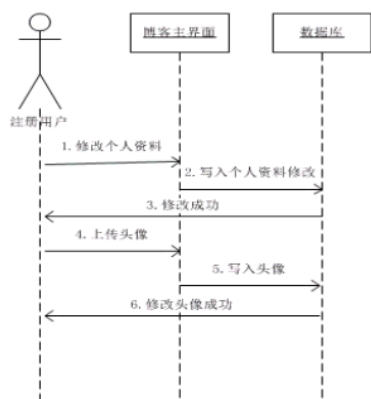 博客主界面
数据库
注册用户
1.修改个人资料
2.写入个人资料修改
3.修改成功
4.上传头像
5.写入头像
6.修改头像成功